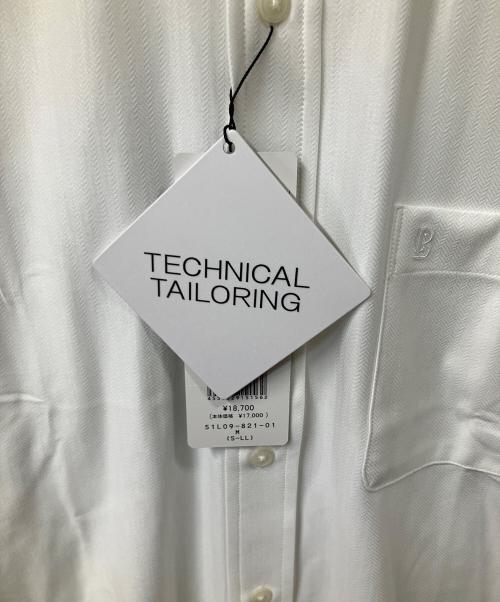 TECHNICAL
TAILORING
¥18,700
(本体価格 ¥17,000)
51L09-821-01
M
(S-LL)